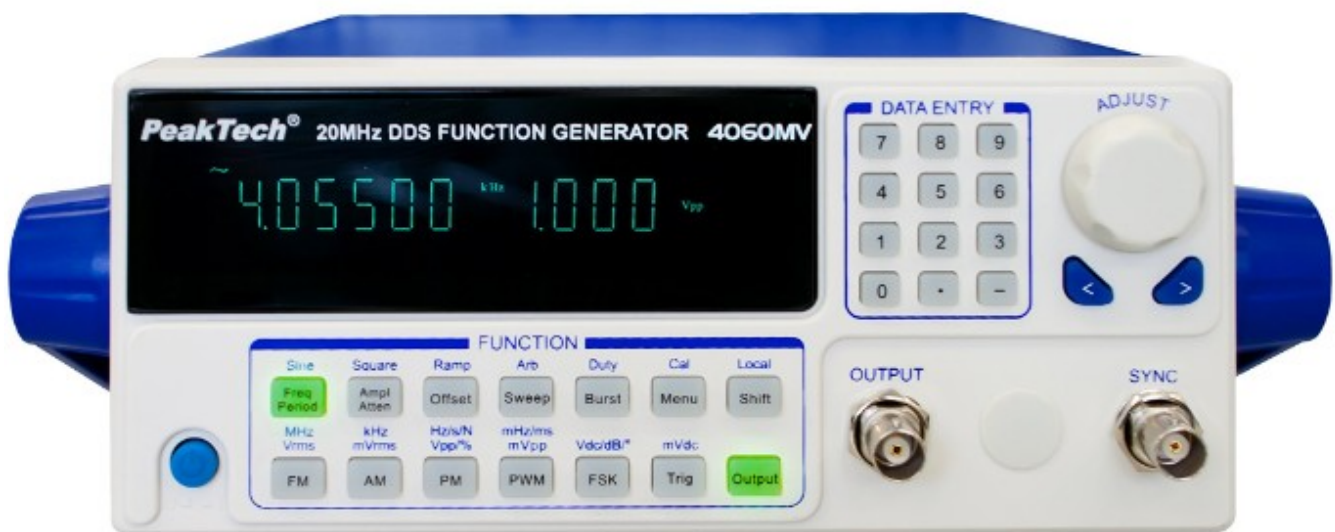 PeakTech® 20MHz DDS FUNCTION GENERATOR 4060MV
~ 4.05500 kHz 1.000 Vpp
DATA ENTRY
7 8 9
4 5 6
1 2 3
0 . −
ADJUST
< >
FUNCTION
Sine Square Ramp Arb Duty Cal Local
Freq Period
Ampl Atten
Offset Sweep Burst Menu Shift
MHz Vrms
kHz mVrms
Hz/s/N Vpp/%
mHz/ms mVpp
Vdc/dB/°
mVdc
FM AM PM PWM FSK Trig Output
OUTPUT
SYNC